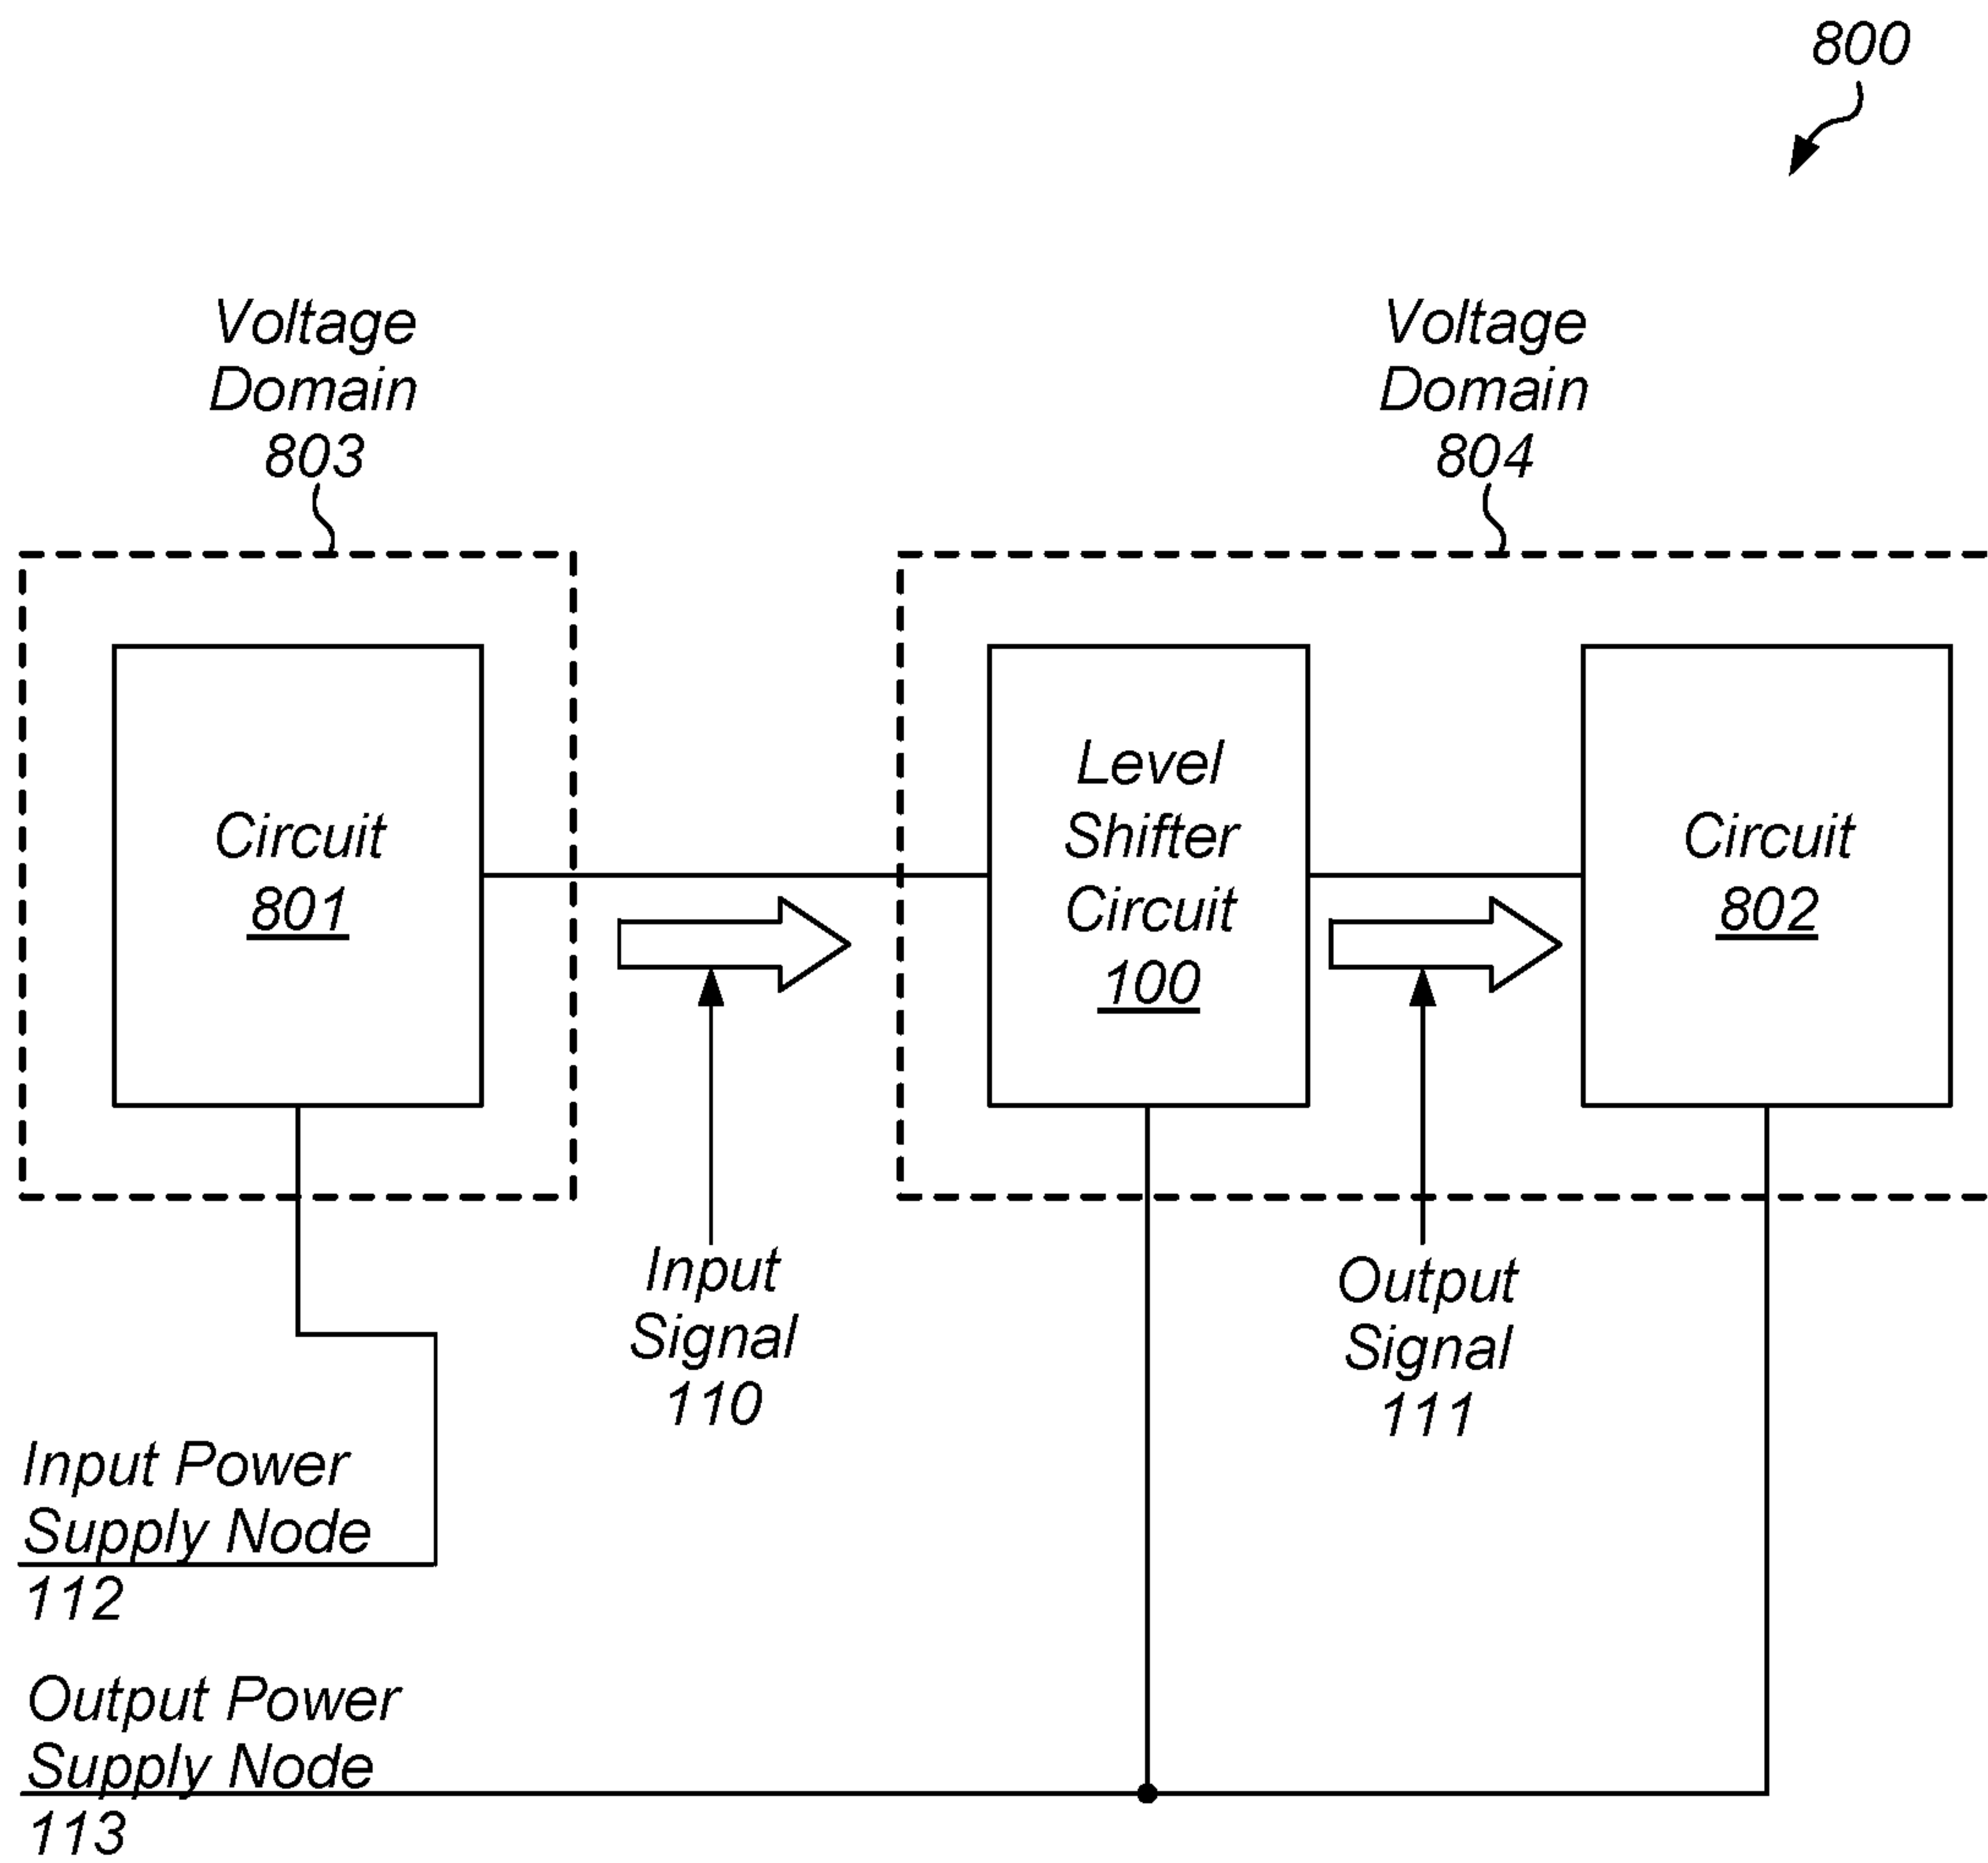 800
Voltage
Domain
803
Voltage
Domain
804
Circuit
801
Level
Shifter
Circuit
100
Circuit
802
Input
Signal
110
Output
Signal
111
Input Power
Supply Node
112
Output Power
Supply Node
113